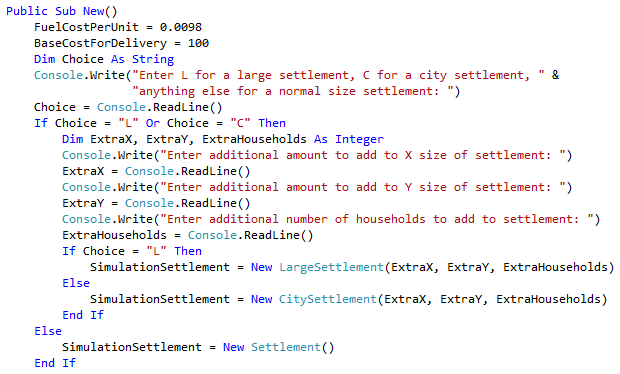 Public Sub New()
FuelCostPerUnit = 0.0098
BaseCostForDelivery = 100
Dim Choice As String
Console.Write("Enter L for a large settlement, C for a city settlement, " &
"anything else for a normal size settlement: ")
Choice = Console.ReadLine()
If Choice = "L" Or Choice = "C" Then
Dim ExtraX, ExtraY, ExtraHouseholds As Integer
Console.Write("Enter additional amount to add to X size of settlement: ")
ExtraX = Console.ReadLine()
Console.Write("Enter additional amount to add to Y size of settlement: ")
ExtraY = Console.ReadLine()
Console.Write("Enter additional number of households to add to settlement: ")
ExtraHouseholds = Console.ReadLine()
If Choice = "L" Then
SimulationSettlement = New LargeSettlement(ExtraX, ExtraY, ExtraHouseholds)
Else
SimulationSettlement = New CitySettlement(ExtraX, ExtraY, ExtraHouseholds)
End If
Else
SimulationSettlement = New Settlement()
End If